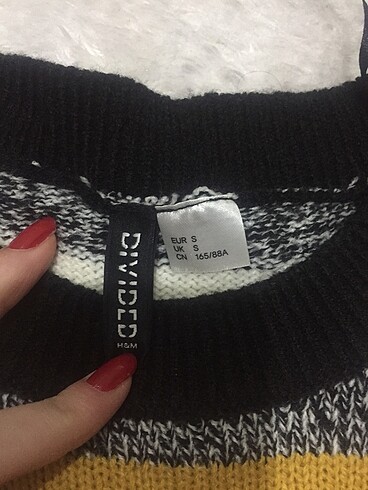 DIVIDED
H&M
EUR S
UK S
CN 165/88A